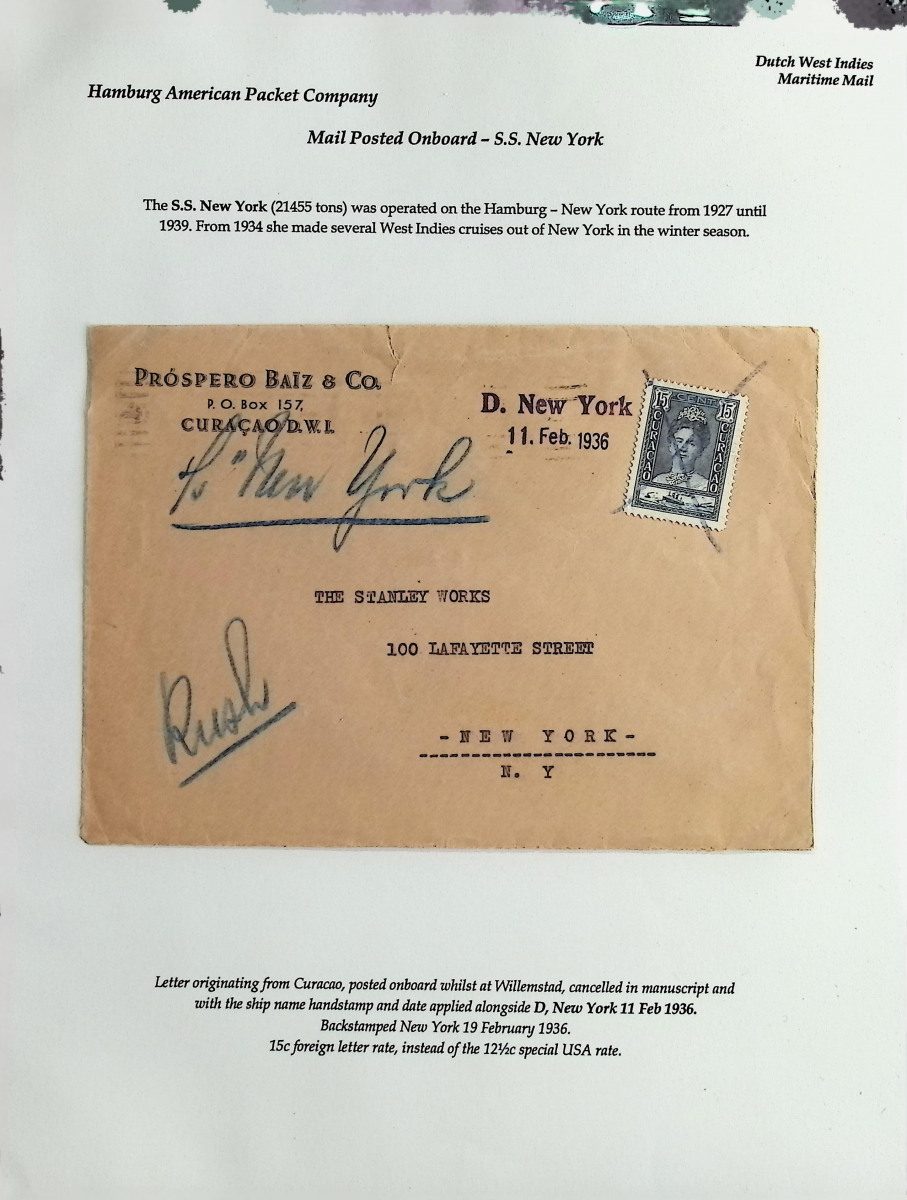 Dutch West Indies
Maritime Mail
Hamburg American Packet Company
Mail Posted Onboard – S.S. New York
The S.S. New York (21455 tons) was operated on the Hamburg – New York route from 1927 until
1939. From 1934 she made several West Indies cruises out of New York in the winter season.
PRÓSPERO BAÏZ & CO.
P. O. BOX 157,
CURAÇAO D.W.I.
D. New York
11. Feb. 1936
15 CENT 15
CURAÇAO
CURAÇAO
"New York
THE STANLEY WORKS
100 LAFAYETTE STREET
Rush
-NEW YORK-
N. Y
Letter originating from Curacao, posted onboard whilst at Willemstad, cancelled in manuscript and
with the ship name handstamp and date applied alongside D, New York 11 Feb 1936.
Backstamped New York 19 February 1936.
15c foreign letter rate, instead of the 12½c special USA rate.